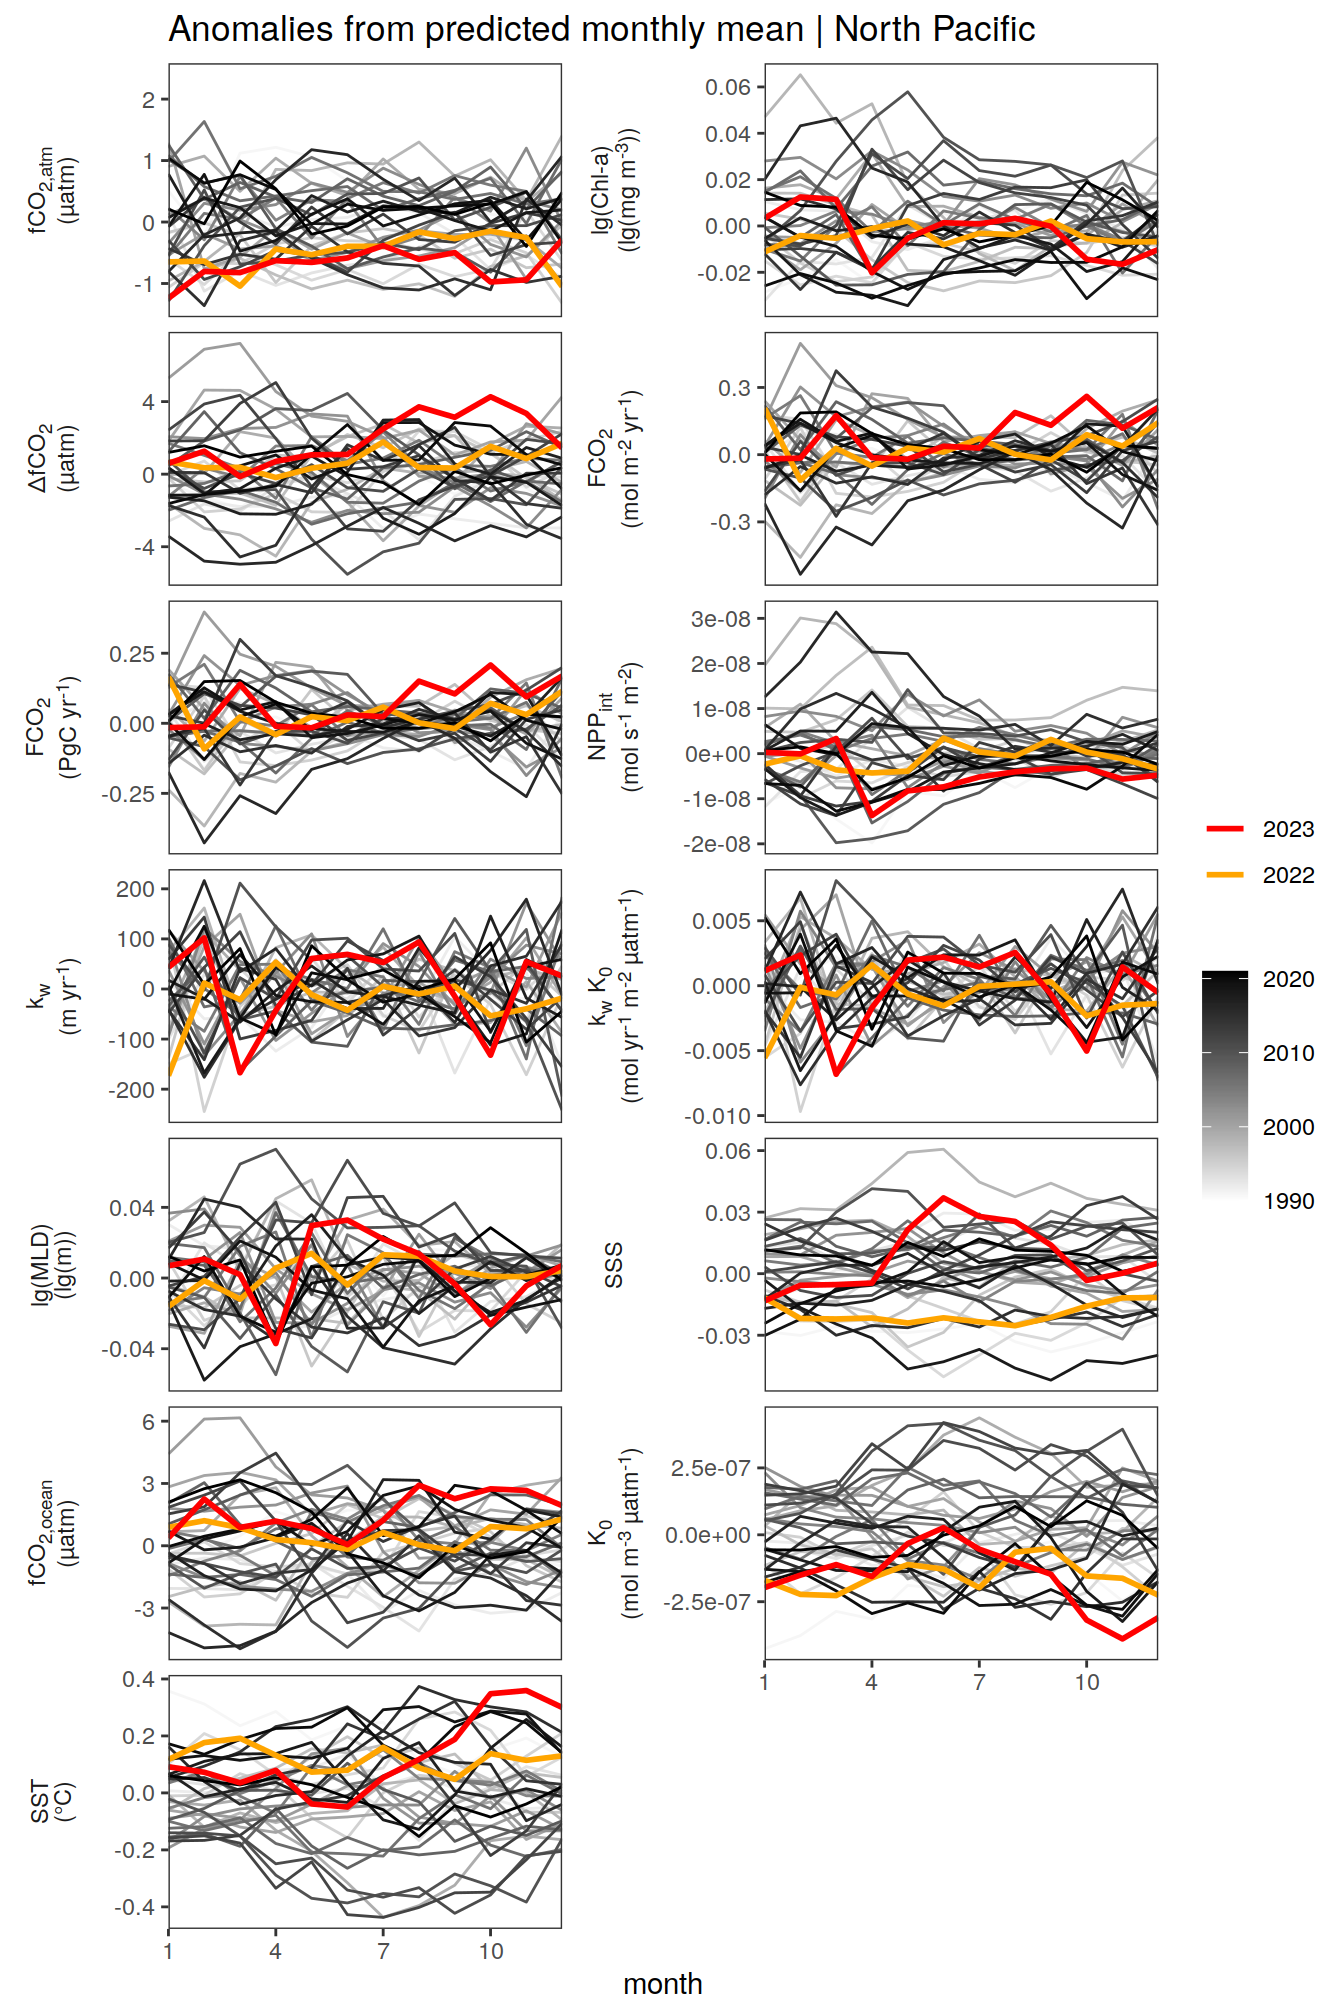 Anomalies from predicted monthly mean | North Pacific
fCO2,atm
(µatm)
2
1
0
-1
lg(Chl-a)
(lg(mg m-3))
0.06
0.04
0.02
0.00
-0.02
ΔfCO2
(µatm)
4
0
-4
FCO2
(mol m-2 yr-1)
0.3
0.0
-0.3
FCO2
(PgC yr-1)
0.25
0.00
-0.25
NPPint
(mol s-1 m-2)
3e-08
2e-08
1e-08
0e+00
-1e-08
-2e-08
kw
(m yr-1)
200
100
0
-100
-200
kw K0
(mol yr-1 m-2 µatm-1)
0.005
0.000
-0.005
-0.010
lg(MLD)
(lg(m))
0.04
0.00
-0.04
SSS
0.06
0.03
0.00
-0.03
fCO2,ocean
(µatm)
6
3
0
-3
K0
(mol m-3 µatm-1)
2.5e-07
0.0e+00
-2.5e-07
1 4 7 10
SST
(°C)
0.4
0.2
0.0
-0.2
-0.4
1 4 7 10
month
2023
2022
2020
2010
2000
1990